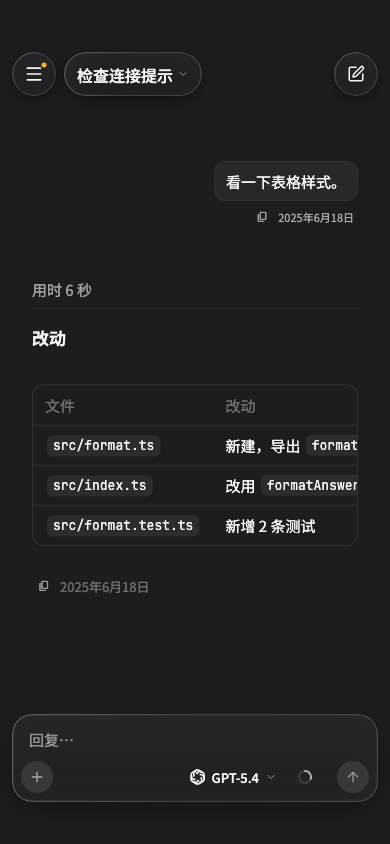 检查连接提示
看一下表格样式。
2025年6月18日
用时 6 秒
改动
文件 改动
src/format.ts 新建，导出 format
src/index.ts 改用 formatAnswer
src/format.test.ts 新增 2 条测试
2025年6月18日
回复…
GPT-5.4